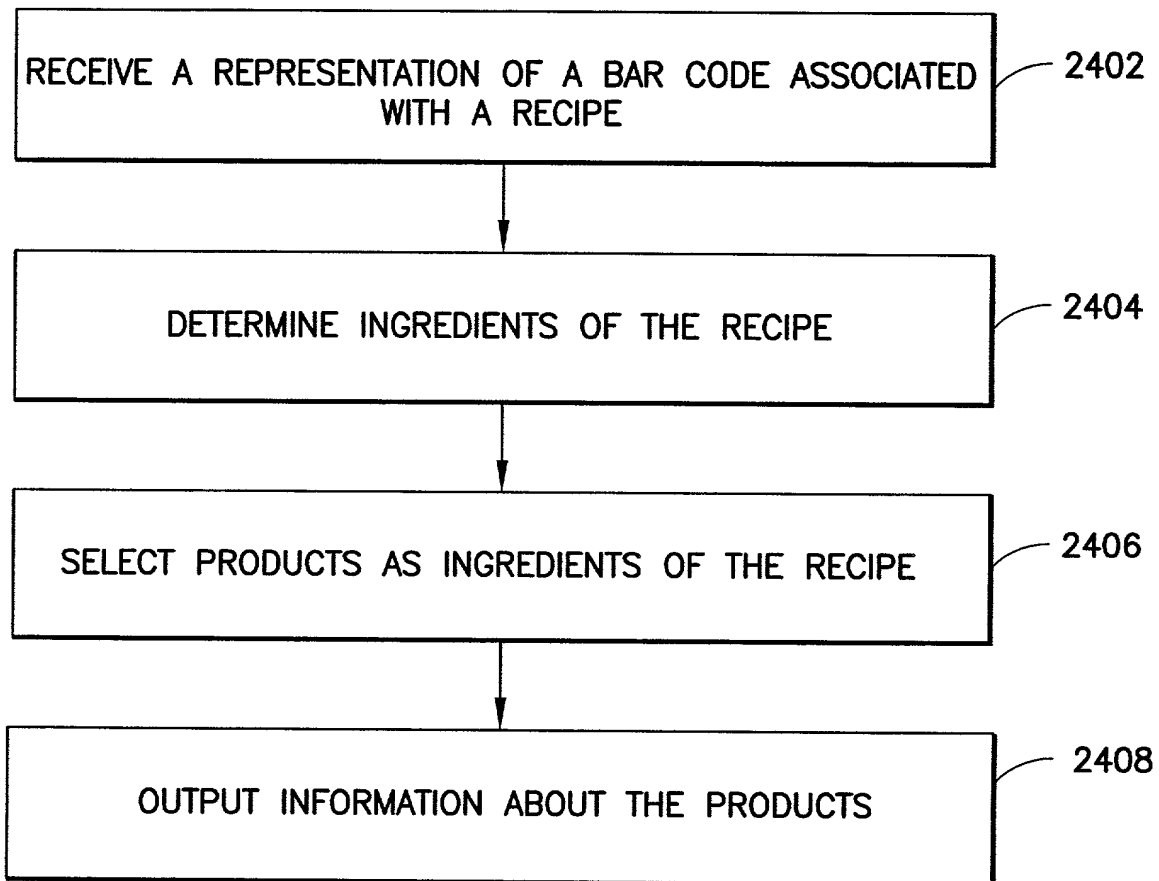 RECEIVE A REPRESENTATION OF A BAR CODE ASSOCIATED
WITH A RECIPE
2402
DETERMINE INGREDIENTS OF THE RECIPE
2404
SELECT PRODUCTS AS INGREDIENTS OF THE RECIPE
2406
OUTPUT INFORMATION ABOUT THE PRODUCTS
2408